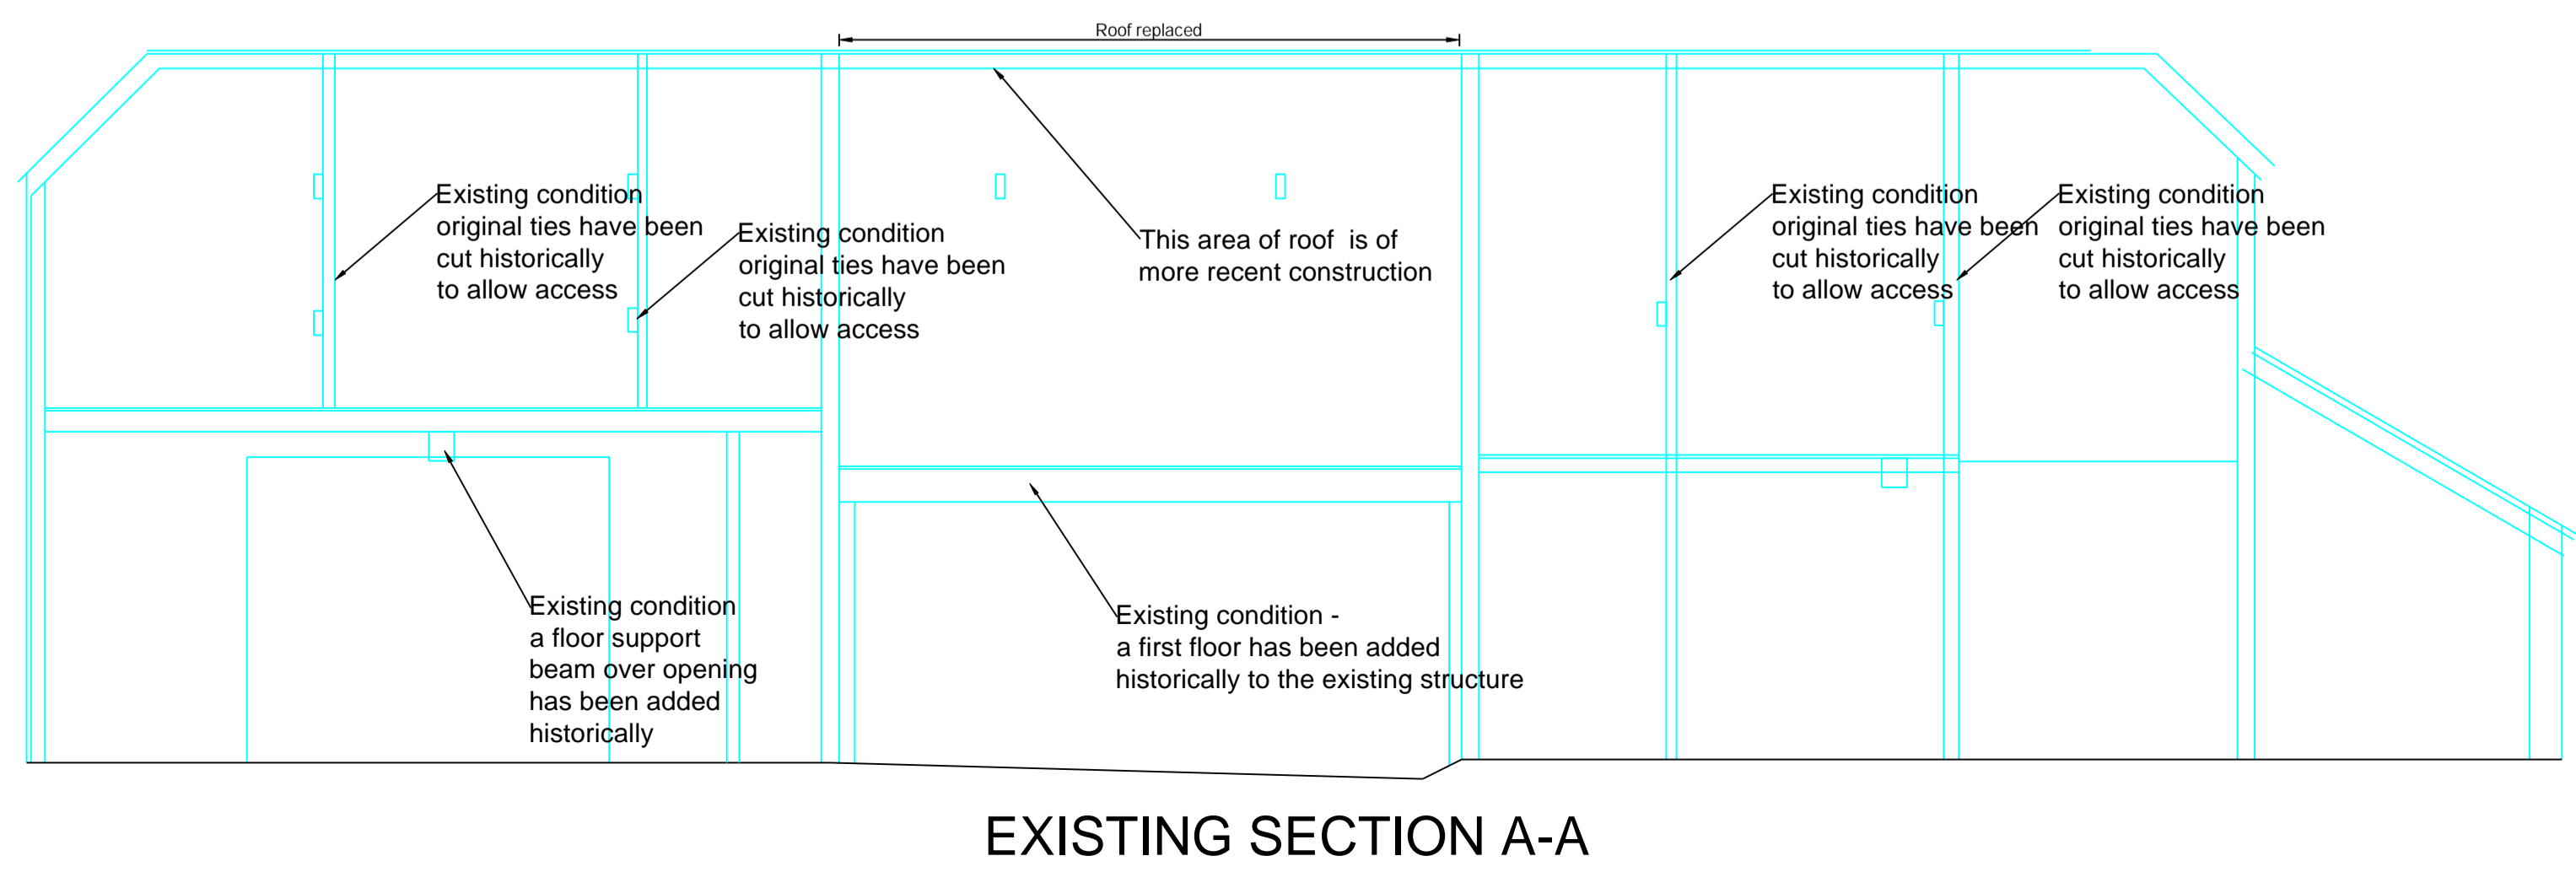 Roof replaced
Existing condition
original ties have been
cut historically
to allow access
Existing condition
original ties have been
cut historically
to allow access
This area of roof is of
more recent construction
Existing condition
original ties have been
cut historically
to allow access
Existing condition
original ties have been
cut historically
to allow access
Existing condition
a floor support
beam over opening
has been added
historically
Existing condition -
a first floor has been added
historically to the existing structure
EXISTING SECTION A-A